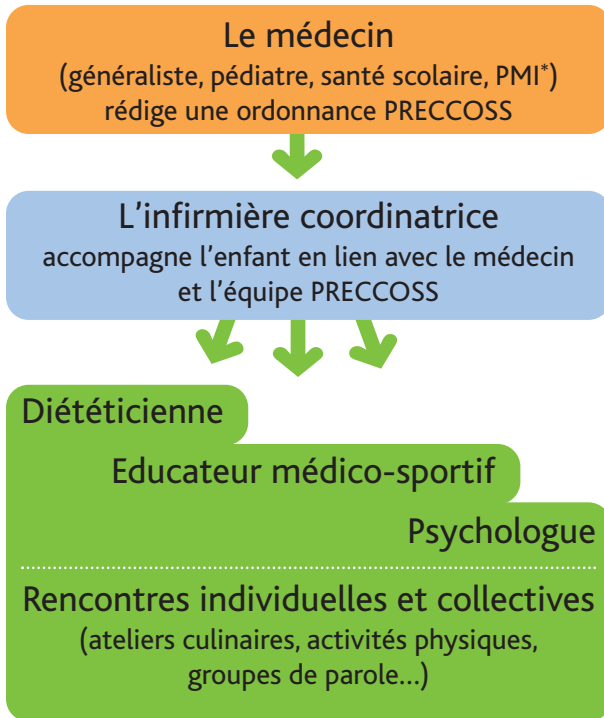 Le médecin
(généraliste, pédiatre, santé scolaire, PMI*)
rédige une ordonnance PRECCOSS
L'infirmière coordinatrice
accompagne l'enfant en lien avec le médecin
et l'équipe PRECCOSS
Diététicienne
Educateur médico-sportif
Psychologue
Rencontres individuelles et collectives
(ateliers culinaires, activités physiques,
groupes de parole...)